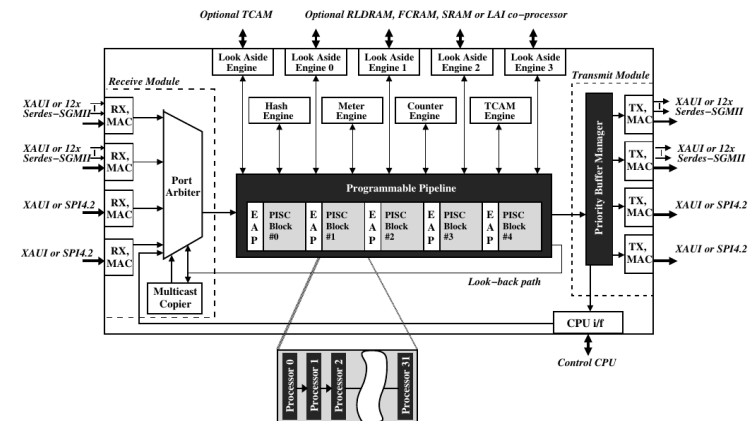 Optional TCAM
Optional RLDRAM, FCRAM, SRAM or LAI co-processor
Look Aside
Engine
Look Aside
Engine 0
Look Aside
Engine 1
Look Aside
Engine 2
Look Aside
Engine 3
Receive Module
Transmit Module
Hash
Engine
Meter
Engine
Counter
Engine
TCAM
Engine
XAUI or 12x
Serdes-SGMII
RX,
MAC
XAUI or 12x
Serdes-SGMII
RX,
MAC
XAUI or SPI4.2
RX,
MAC
XAUI or SPI4.2
RX,
MAC
Port
Arbiter
Multicast
Copier
Programmable Pipeline
E
A
P
PISC
Block
#0
E
A
P
PISC
Block
#1
E
A
P
PISC
Block
#2
E
A
P
PISC
Block
#3
E
A
P
PISC
Block
#4
Look-back path
Priority Buffer Manager
TX,
MAC
XAUI or 12x
Serdes-SGMII
TX,
MAC
XAUI or 12x
Serdes-SGMII
TX,
MAC
XAUI or SPI4.2
TX,
MAC
XAUI or SPI4.2
CPU i/f
Control CPU
Processor 0
Processor 1
Processor 2
Processor 31